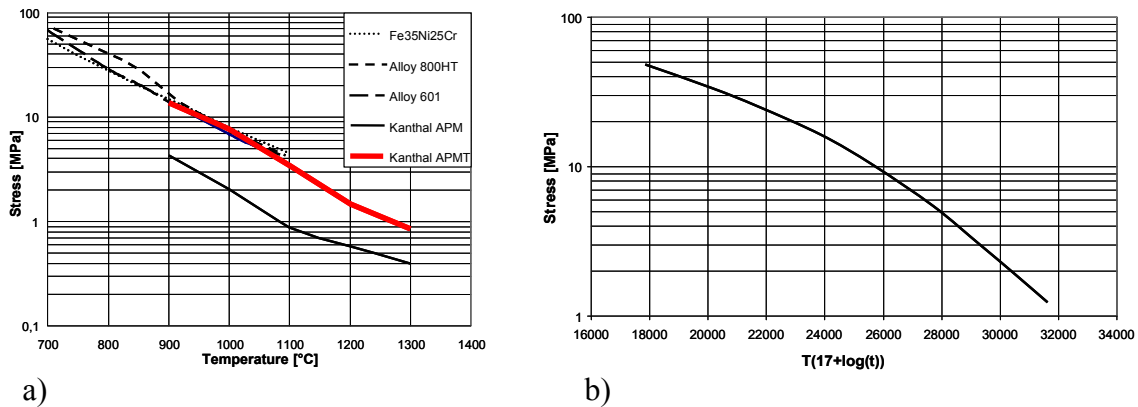 100
10
1
0,1
Stress [MPa]
700 800 900 1000 1100 1200 1300 1400
Temperature [°C]
Fe35Ni25Cr
Alloy 800HT
Alloy 601
Kanthal APM
Kanthal APMT
a)
100
10
1
Stress [MPa]
16000 18000 20000 22000 24000 26000 28000 30000 32000 34000
T(17+log(t))
b)